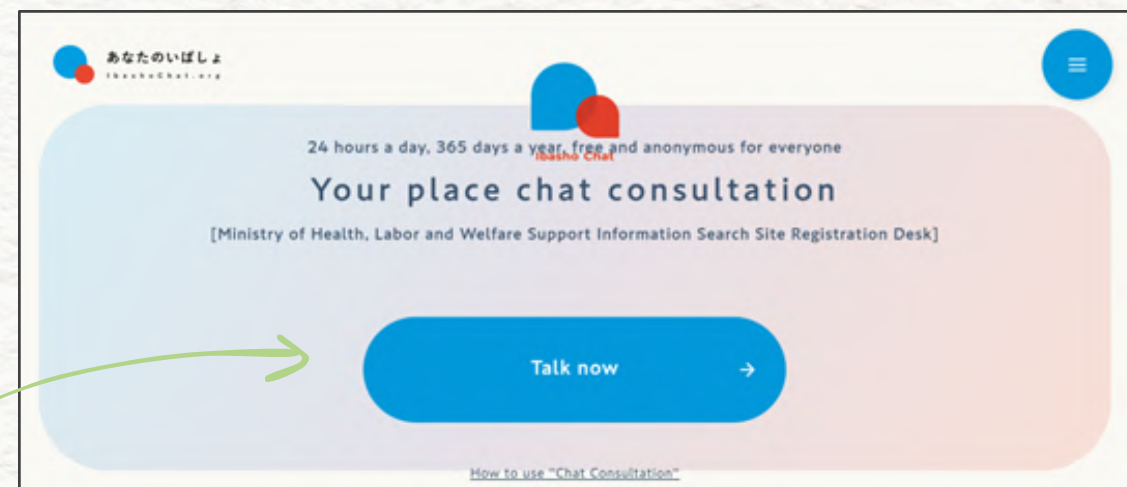 あなたのいばしょ
IbashoChat.org
24 hours a day, 365 days a year, free and anonymous for everyone
Ibasho Chat
Your place chat consultation
[Ministry of Health, Labor and Welfare Support Information Search Site Registration Desk]
Talk now
How to use "Chat Consultation"